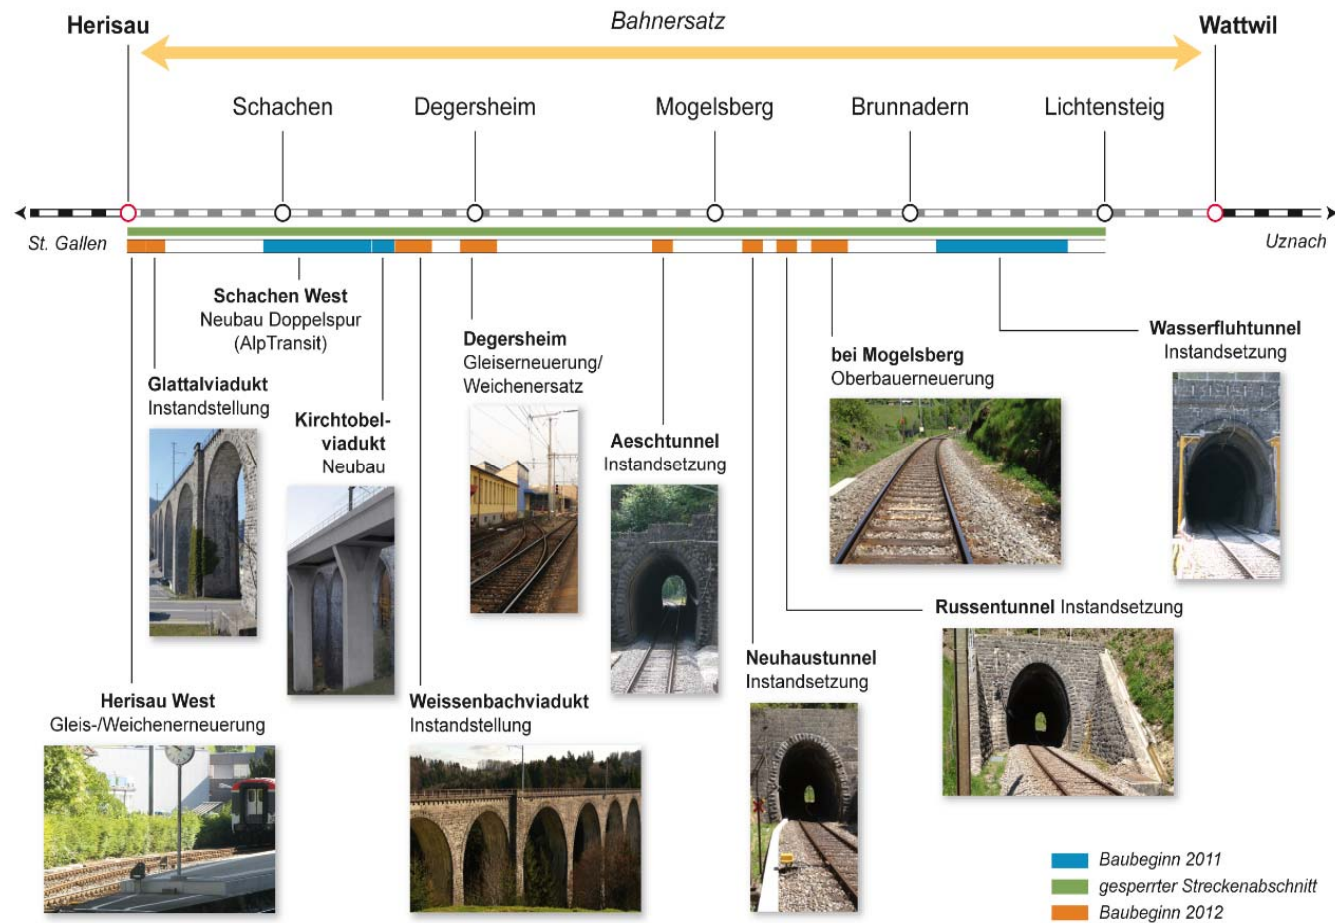 Bahnersatz
Herisau
Wattwil
Schachen
Degersheim
Mogelsberg
Brunnadern
Lichtensteig
St. Gallen
Uznach
Schachen West
Neubau Doppelspur
(AlpTransit)
Glattalviadukt
Instandstellung
Kirchtobel-
viadukt
Neubau
Degersheim
Gleiserneuerung/
Weichenersatz
Aeschtunnel
Instandsetzung
bei Mogelsberg
Oberbauerneuerung
Wasserfluhtunnel
Instandsetzung
Russentunnel Instandsetzung
Neuhaustunnel
Instandsetzung
Herisau West
Gleis-/Weichenerneuerung
Weissenbachviadukt
Instandstellung
Baubeginn 2011
gesperrter Streckenabschnitt
Baubeginn 2012